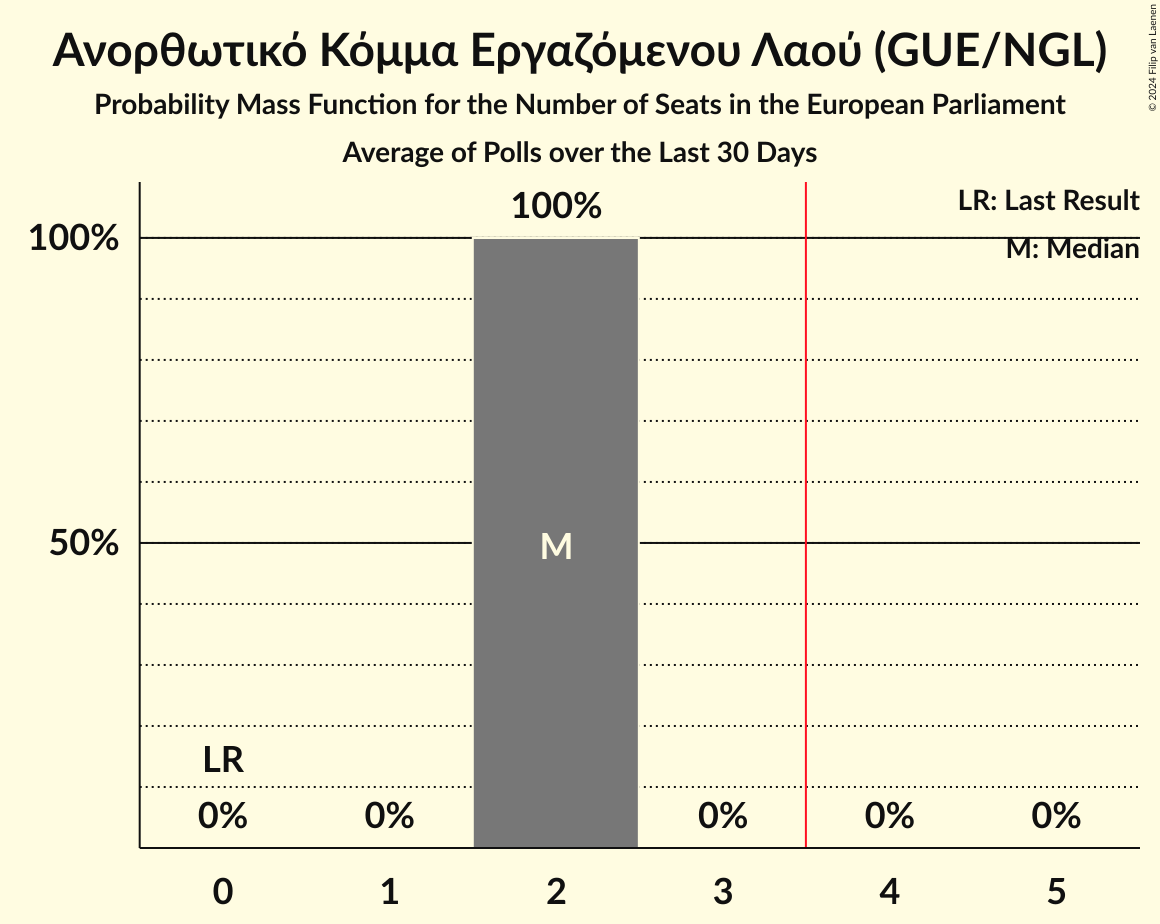 Ανορθωτικό Κόμμα Εργαζόμενου Λαού (GUE/NGL)
Probability Mass Function for the Number of Seats in the European Parliament
Average of Polls over the Last 30 Days
© 2024 Filip van Laenen
LR: Last Result
M: Median
100%
100%
50%
M
LR
0% 0% 0% 0% 0%
0 1 2 3 4 5